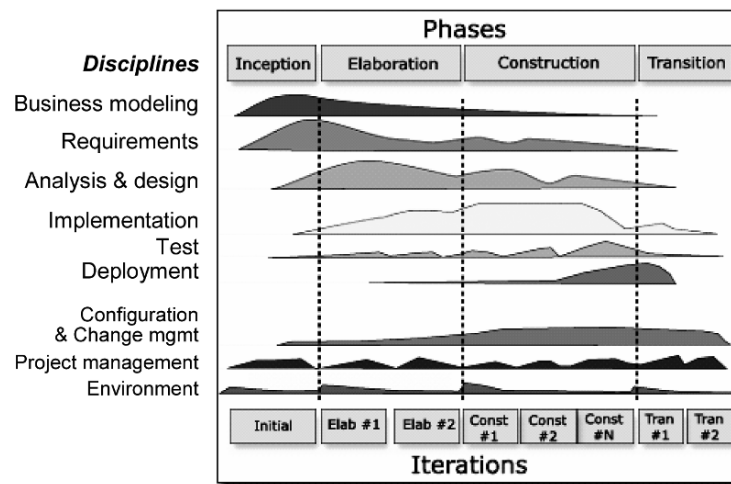 Phases
Disciplines
Inception
Elaboration
Construction
Transition
Business modeling
Requirements
Analysis & design
Implementation
Test
Deployment
Configuration
& Change mgmt
Project management
Environment
Initial
Elab #1
Elab #2
Const
#1
Const
#2
Const
#N
Tran
#1
Tran
#2
Iterations